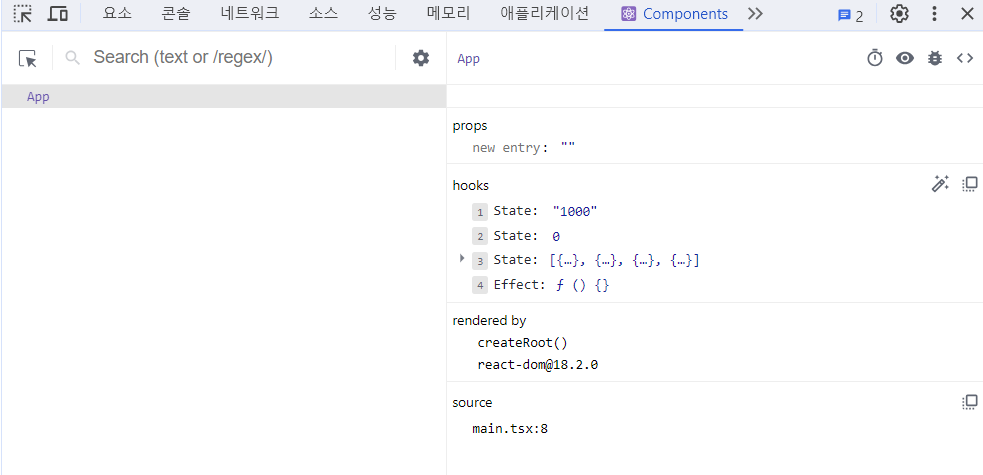 요소 콘솔 네트워크 소스 성능 메모리 애플리케이션 Components 2
Search (text or /regex/)
App
App
props
new entry: ""
hooks
1 State: "1000"
2 State: 0
3 State: [{…}, {…}, {…}, {…}]
4 Effect: ƒ () {}
rendered by
createRoot()
react-dom@18.2.0
source
main.tsx:8